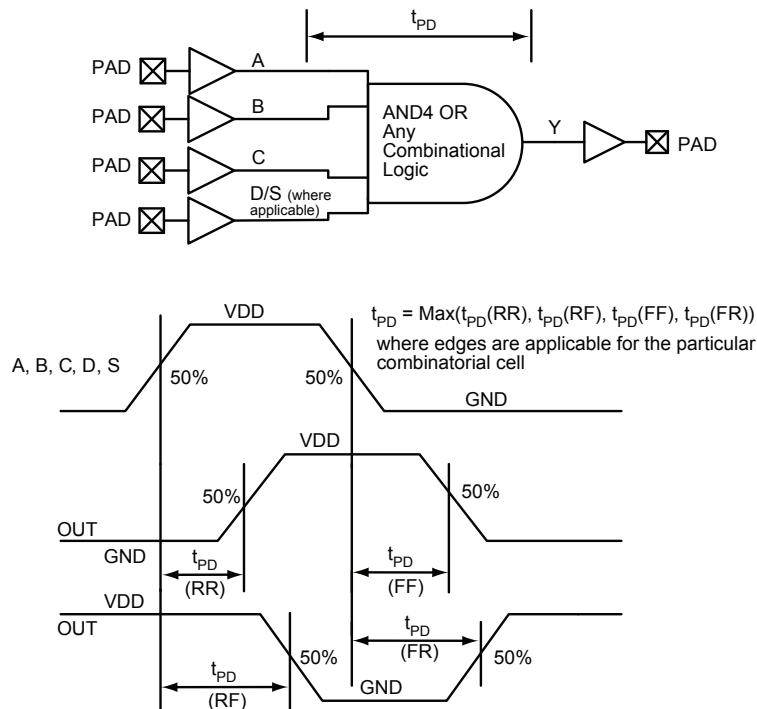 tPD
PAD
A
PAD
B
PAD
C
PAD
D/S (where
applicable)
AND4 OR
Any
Combinational
Logic
Y
PAD
tPD = Max(tPD(RR), tPD(RF), tPD(FF), tPD(FR))
where edges are applicable for the particular
combinatorial cell
A, B, C, D, S
VDD
50%
50%
GND
OUT
GND
VDD
50%
50%
tPD
(RR)
tPD
(FF)
VDD
OUT
50%
tPD
(RF)
GND
tPD
(FR)
50%